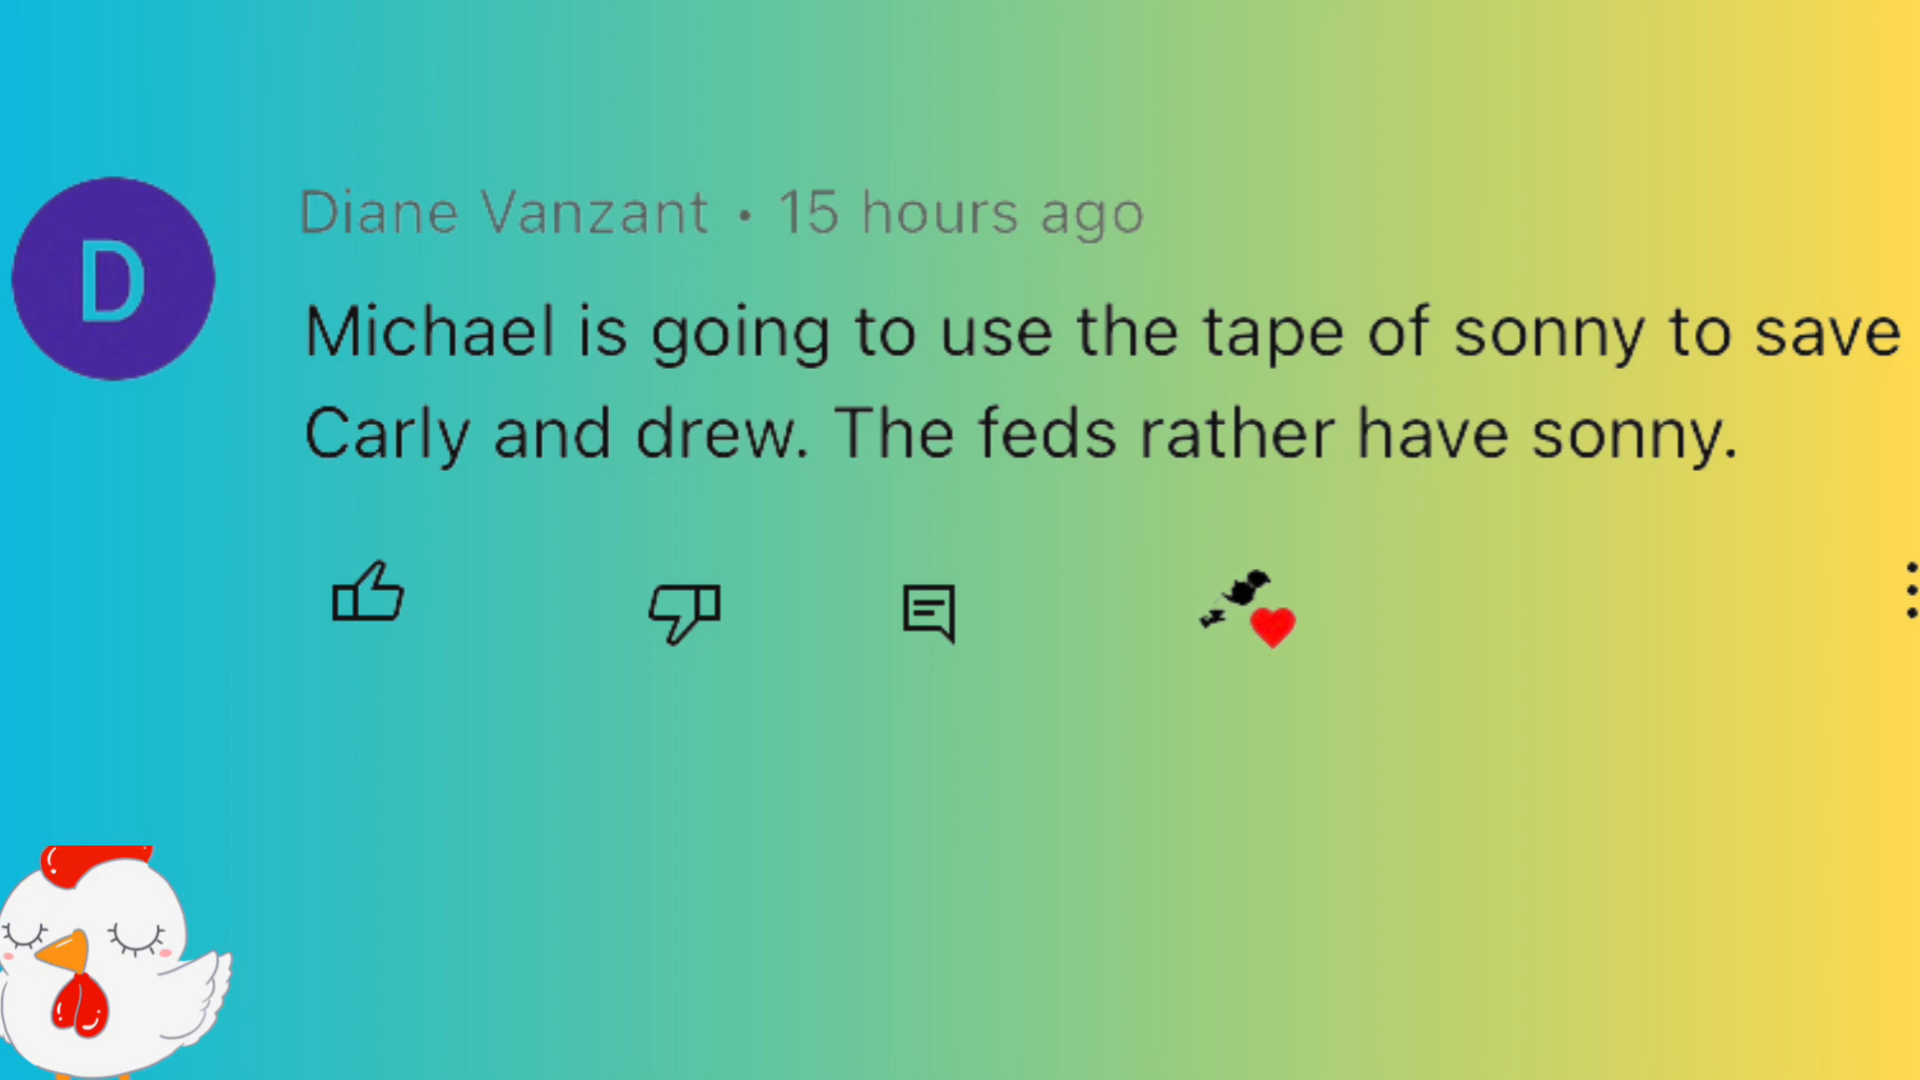 D
Diane Vanzant • 15 hours ago
Michael is going to use the tape of sonny to save
Carly and drew. The feds rather have sonny.